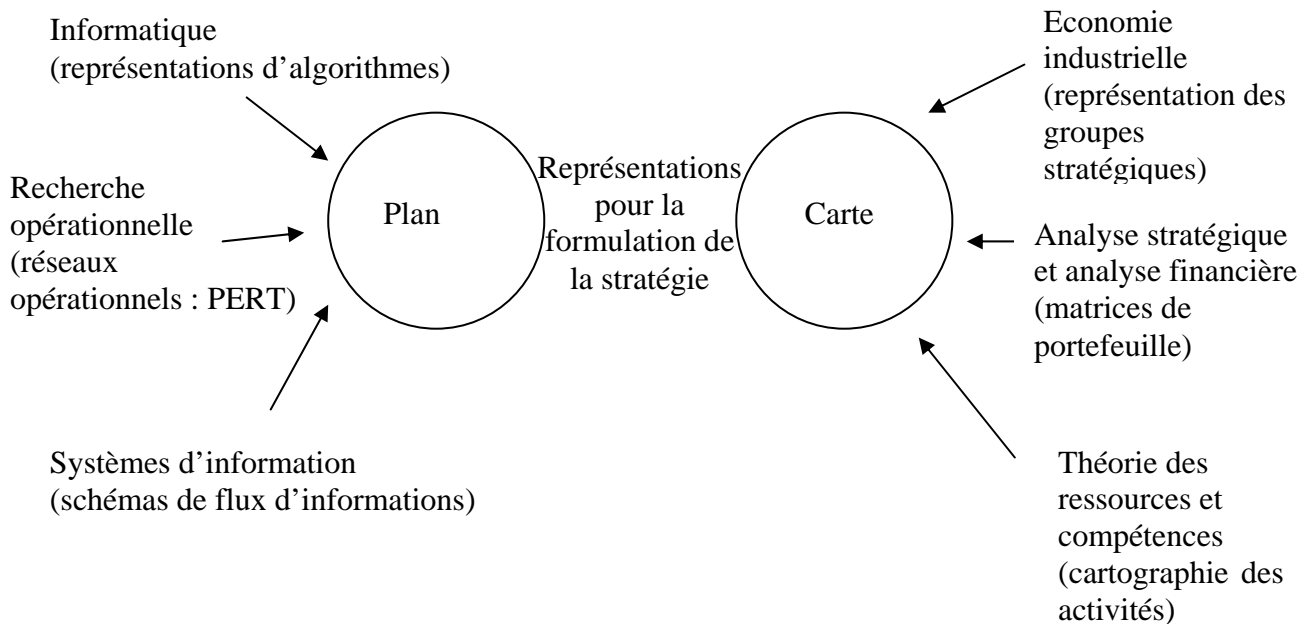 Informatique
(représentations d’algorithmes)
Recherche
opérationnelle
(réseaux
opérationnels : PERT)
Systèmes d’information
(schémas de flux d’informations)
Plan
Représentations
pour la
formulation de
la stratégie
Carte
Economie
industrielle
(représentation des
groupes
stratégiques)
Analyse stratégique
et analyse financière
(matrices de
portefeuille)
Théorie des
ressources et
compétences
(cartographie des
activités)